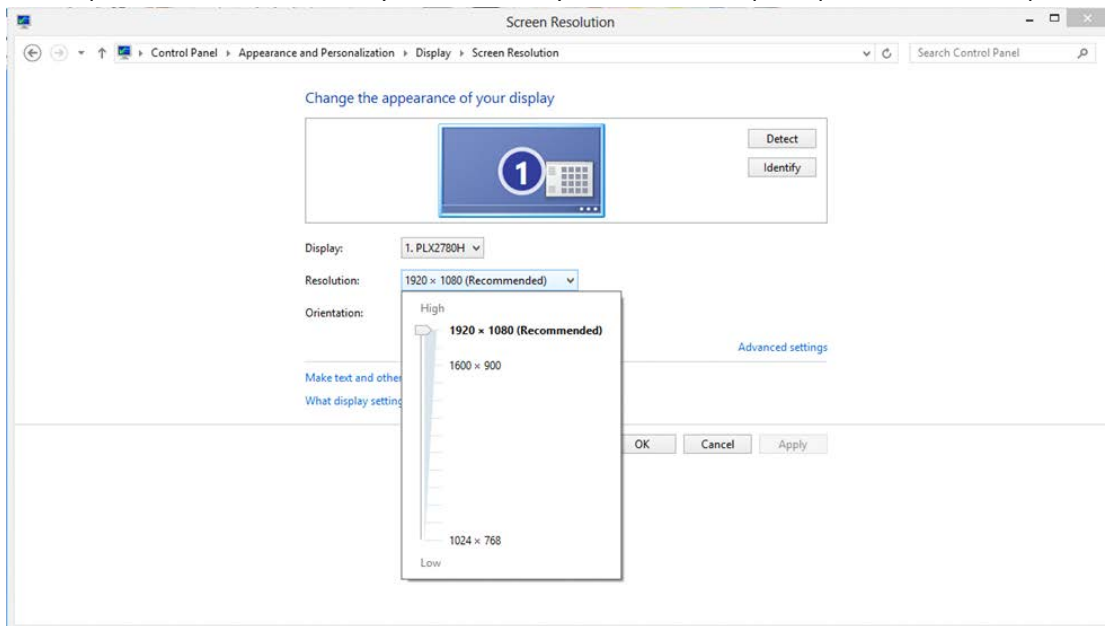 Screen Resolution
Control Panel Appearance and Personalization Display Screen Resolution
Search Control Panel
Change the appearance of your display
1
Detect
Identify
Display: 1. PLX2780H
Resolution: 1920 × 1080 (Recommended)
Orientation:
High
1920 × 1080 (Recommended)
Advanced settings
1600 × 900
Make text and other
What display setting
OK Cancel Apply
1024 × 768
Low